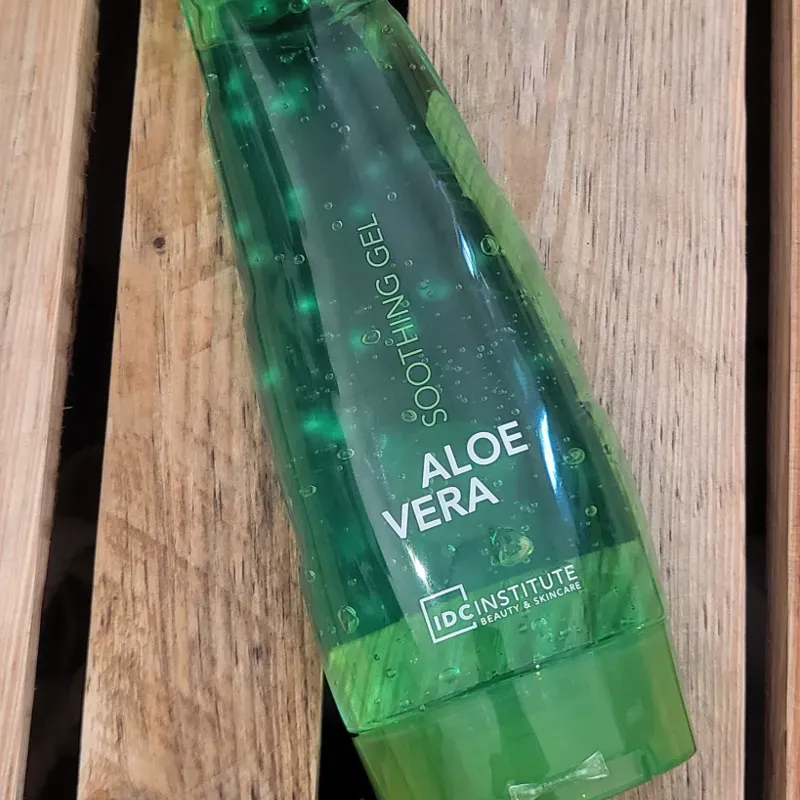 SOOTHING GEL
ALOE
VERA
IDC INSTITUTE
BEAUTY & SKINCARE